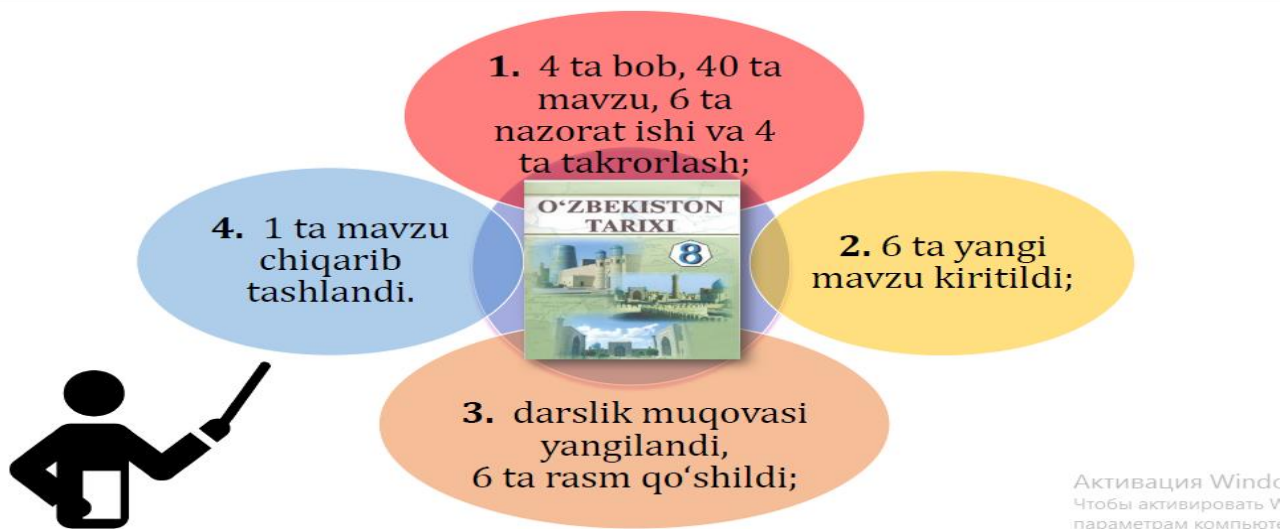 1. 4 ta bob, 40 ta
mavzu, 6 ta
nazorat ishi va 4
ta takrorlash;
O‘ZBEKISTON
TARIXI
8
4. 1 ta mavzu
chiqarib
tashlandi.
2. 6 ta yangi
mavzu kiritildi;
3. darslik muqovasi
yangilandi,
6 ta rasm qo‘shildi;
Активация Windo
Чтобы активировать W
параметрам компьюте